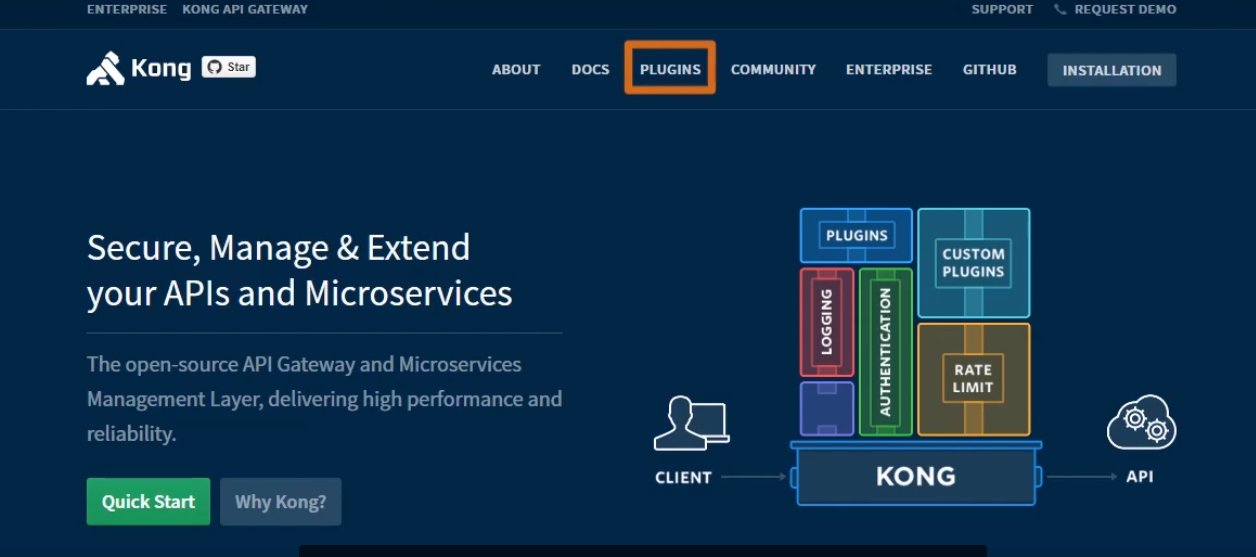 ENTERPRISE KONG API GATEWAY SUPPORT REQUEST DEMO
Kong Star ABOUT DOCS PLUGINS COMMUNITY ENTERPRISE GITHUB INSTALLATION
Secure, Manage & Extend
your APIs and Microservices
The open-source API Gateway and Microservices
Management Layer, delivering high performance and
reliability.
Quick Start Why Kong?
PLUGINS
CUSTOM
PLUGINS
LOGGING
AUTHENTICATION
RATE
LIMIT
CLIENT
KONG
API